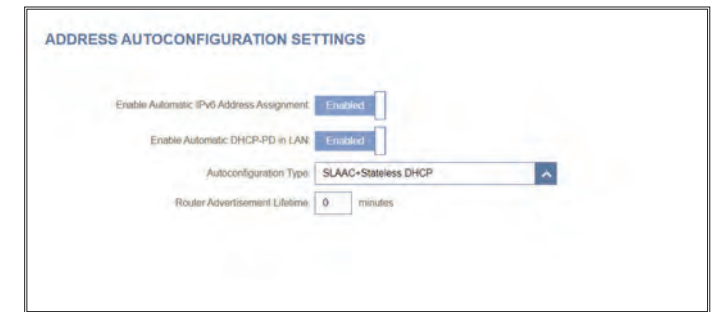 ADDRESS AUTOCONFIGURATION SETTINGS
Enable Automatic IPv6 Address Assignment: Enabled
Enable Automatic DHCP-PD in LAN: Enabled
Autoconfiguration Type: SLAAC+Stateless DHCP
Router Advertisement Lifetime: 0 minutes